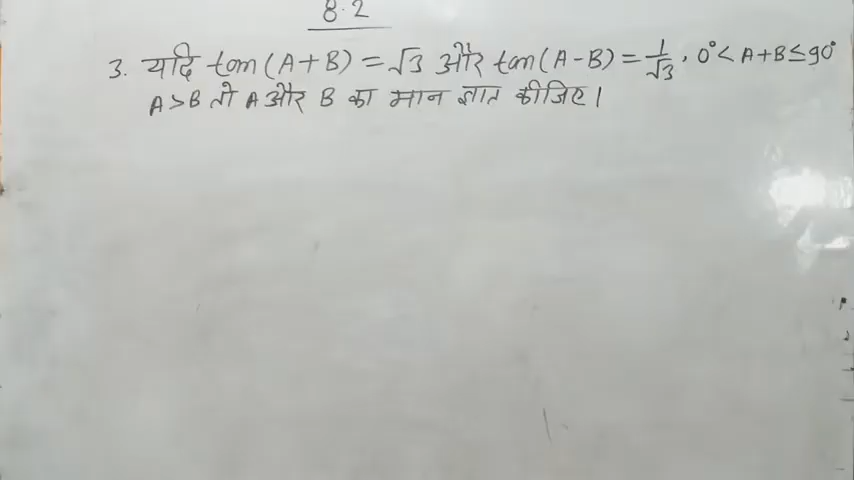 8.2
3. यदि tan(A+B) = √3 और tan(A-B) = 1/√3, 0°< A+B ≤ 90°
A>B तो A और B का मान ज्ञात कीजिए।